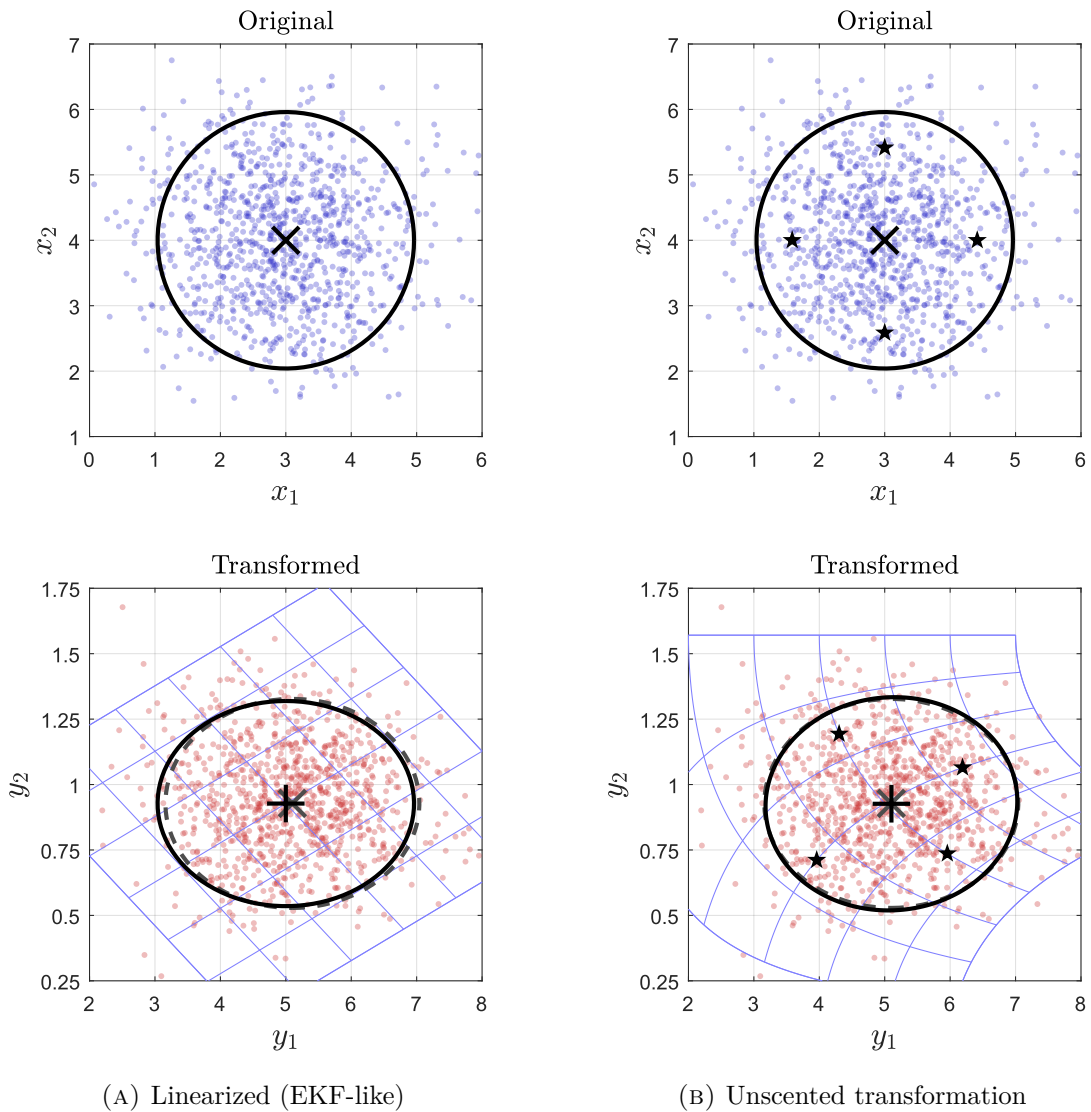 Original
7
6
5
4
3
2
1
x₂
0 1 2 3 4 5 6
x₁
Original
7
6
5
4
3
2
1
x₂
0 1 2 3 4 5 6
x₁
Transformed
1.75
1.5
1.25
1
0.75
0.5
0.25
y₂
2 3 4 5 6 7 8
y₁
(A) Linearized (EKF-like)
Transformed
1.75
1.5
1.25
1
0.75
0.5
0.25
y₂
2 3 4 5 6 7 8
y₁
(B) Unscented transformation